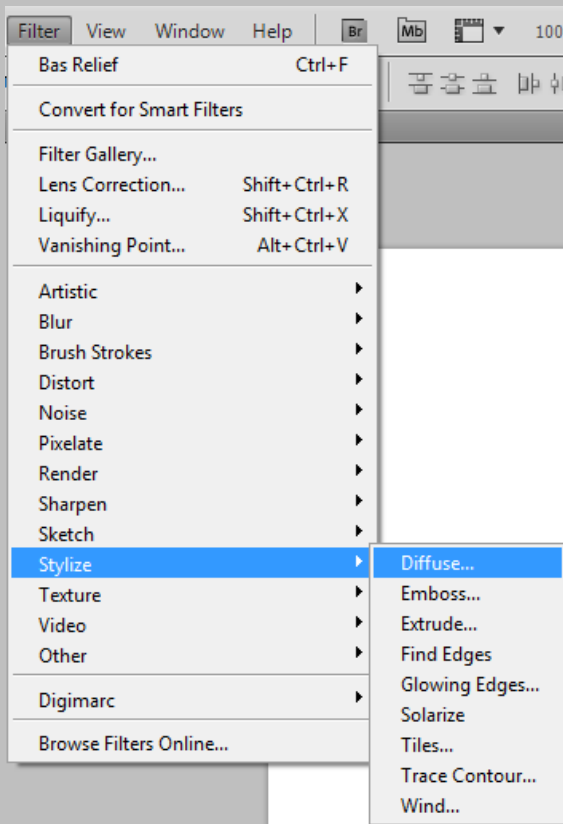 Filter View Window Help Br Mb 100
Bas Relief Ctrl+F
Convert for Smart Filters
Filter Gallery...
Lens Correction... Shift+Ctrl+R
Liquify... Shift+Ctrl+X
Vanishing Point... Alt+Ctrl+V
Artistic
Blur
Brush Strokes
Distort
Noise
Pixelate
Render
Sharpen
Sketch
Stylize
Texture
Video
Other
Digimarc
Browse Filters Online...
Diffuse...
Emboss...
Extrude...
Find Edges
Glowing Edges...
Solarize
Tiles...
Trace Contour...
Wind...